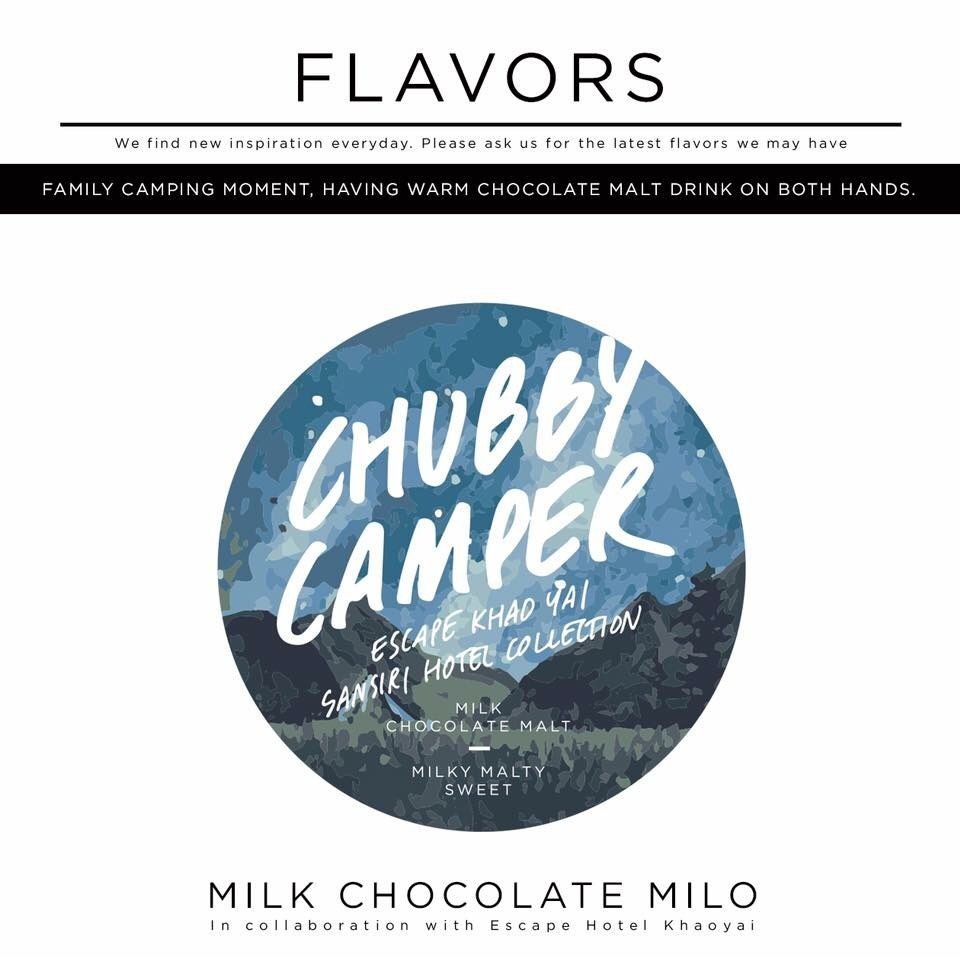 FLAVORS
We find new inspiration everyday. Please ask us for the latest flavors we may have
FAMILY CAMPING MOMENT, HAVING WARM CHOCOLATE MALT DRINK ON BOTH HANDS.
CHUBBY
CAMPER
ESCAPE KHAO YAI
SANSIRI HOTEL COLLECTION
MILK
CHOCOLATE MALT
MILKY MALTY
SWEET
MILK CHOCOLATE MILO
In collaboration with Escape Hotel Khaoyai